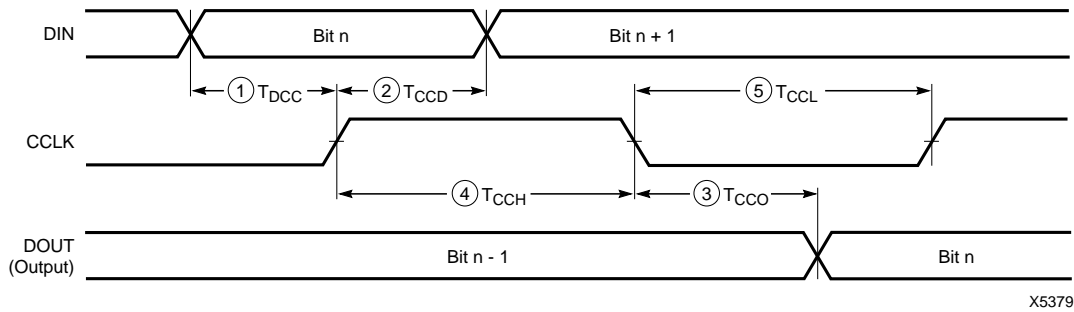 DIN
Bit n
Bit n + 1
1 TDCC
2 TCCD
5 TCCL
CCLK
4 TCCH
3 TCCO
DOUT
(Output)
Bit n - 1
Bit n
X5379